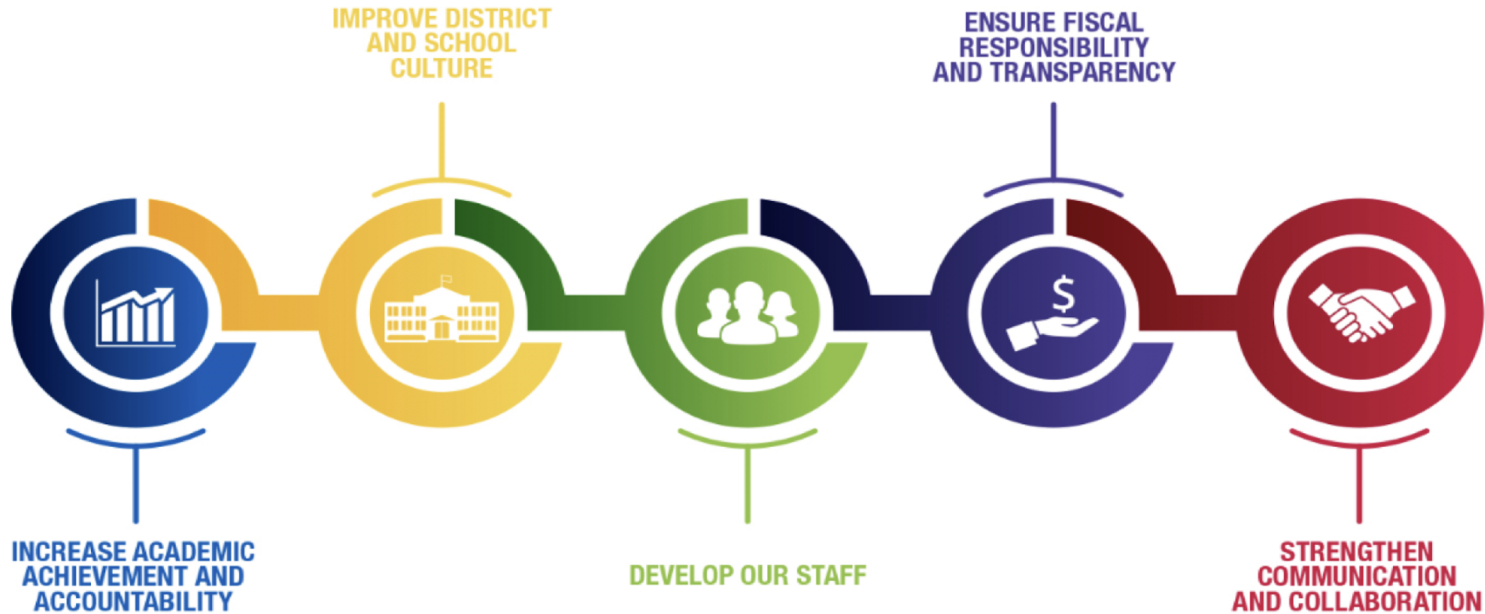 IMPROVE DISTRICT
AND SCHOOL
CULTURE
ENSURE FISCAL
RESPONSIBILITY
AND TRANSPARENCY
$
INCREASE ACADEMIC
ACHIEVEMENT AND
ACCOUNTABILITY
DEVELOP OUR STAFF
STRENGTHEN
COMMUNICATION
AND COLLABORATION